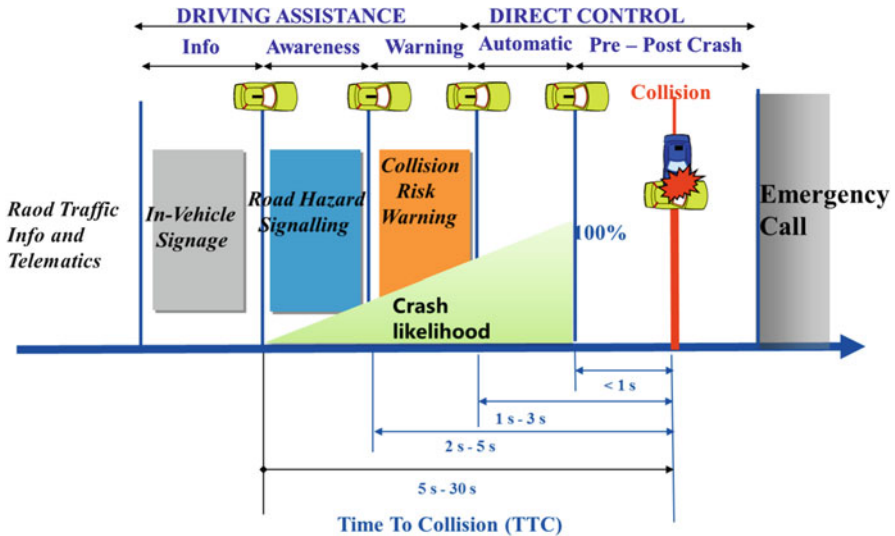 DRIVING ASSISTANCE
DIRECT CONTROL
Info
Awareness
Warning
Automatic
Pre – Post Crash
Collision
Raod Traffic
Info and
Telematics
In-Vehicle
Signage
Road Hazard
Signalling
Collision
Risk
Warning
100%
Emergency
Call
Crash
likelihood
< 1 s
1 s - 3 s
2 s - 5 s
5 s - 30 s
Time To Collision (TTC)